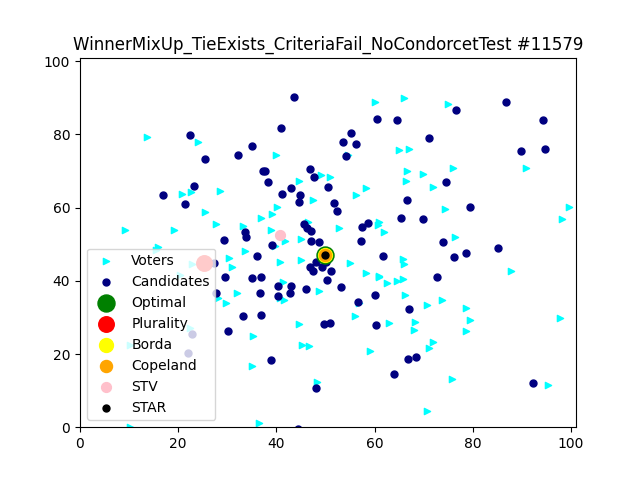 WinnerMixUp_TieExists_CriteriaFail_NoCondorcetTest #11579
100
80
60
40
20
0
Voters
Candidates
Optimal
Plurality
Borda
Copeland
STV
STAR
0 20 40 60 80 100